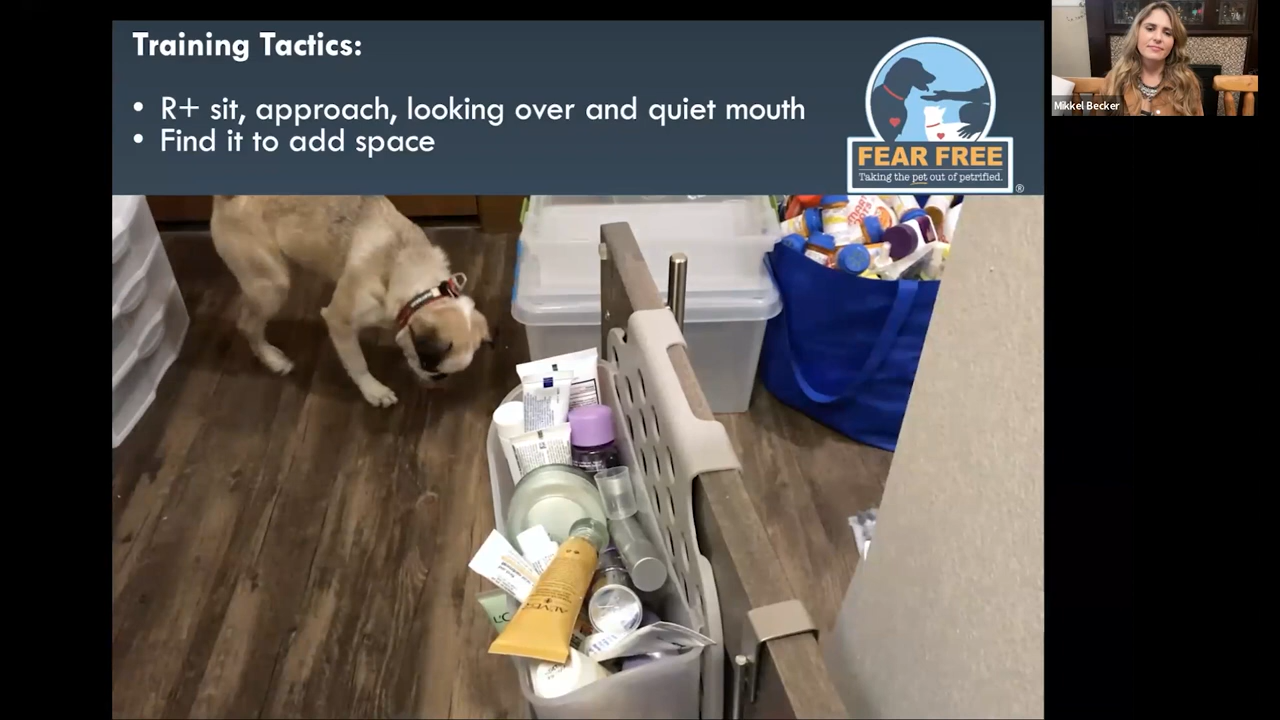 Training Tactics:
• R+ sit, approach, looking over and quiet mouth
• Find it to add space
FEAR FREE
Taking the pet out of petrified.
®
Mikkel Becker